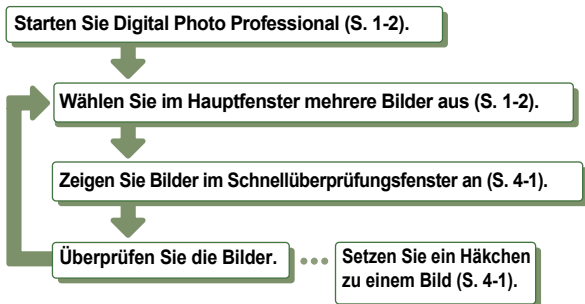 Starten Sie Digital Photo Professional (S. 1-2).
Wählen Sie im Hauptfenster mehrere Bilder aus (S. 1-2).
Zeigen Sie Bilder im Schnellüberprüfungsfenster an (S. 4-1).
Überprüfen Sie die Bilder.
Setzen Sie ein Häkchen
zu einem Bild (S. 4-1).